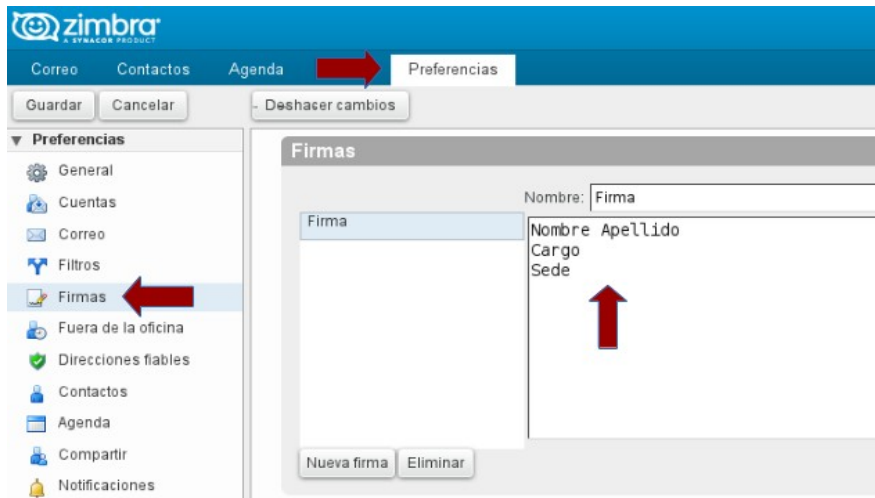 zimbra
A SYNACOR PRODUCT
Correo Contactos Agenda Preferencias
Guardar Cancelar Deshacer cambios
Preferencias
General
Cuentas
Correo
Filtros
Firmas
Fuera de la oficina
Direcciones fiables
Contactos
Agenda
Compartir
Notificaciones
Firmas
Nombre: Firma
Firma
Nombre Apellido
Cargo
Sede
Nueva firma Eliminar